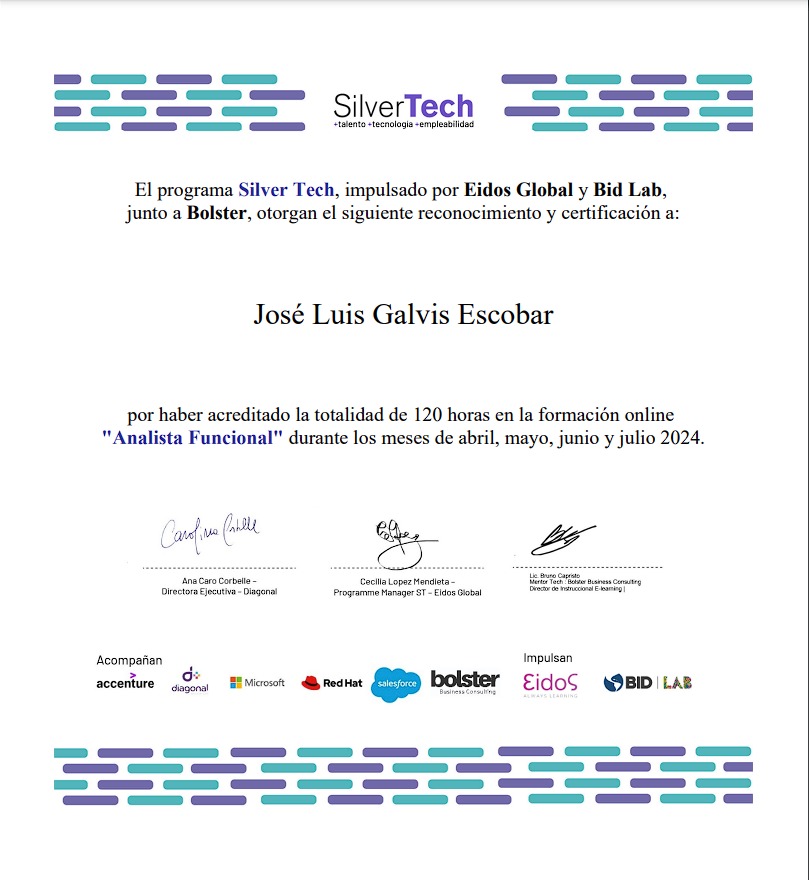 SilverTech
+talento +tecnología +empleabilidad
El programa Silver Tech, impulsado por Eidos Global y Bid Lab,
junto a Bolster, otorgan el siguiente reconocimiento y certificación a:
José Luis Galvis Escobar
por haber acreditado la totalidad de 120 horas en la formación online
"Analista Funcional" durante los meses de abril, mayo, junio y julio 2024.
Ana Caro Corbelle –
Directora Ejecutiva – Diagonal
Cecilia Lopez Mendieta –
Programme Manager ST – Eidos Global
Lic. Bruno Capristo
Mentor Tech : Bolster Business Consulting
Director de Instruccional E-learning |
Acompañan
Impulsan
accenture
diagonal
Microsoft
Red Hat
salesforce
bolster
Business Consulting
Eidos
ALWAYS LEARNING
BID | LAB